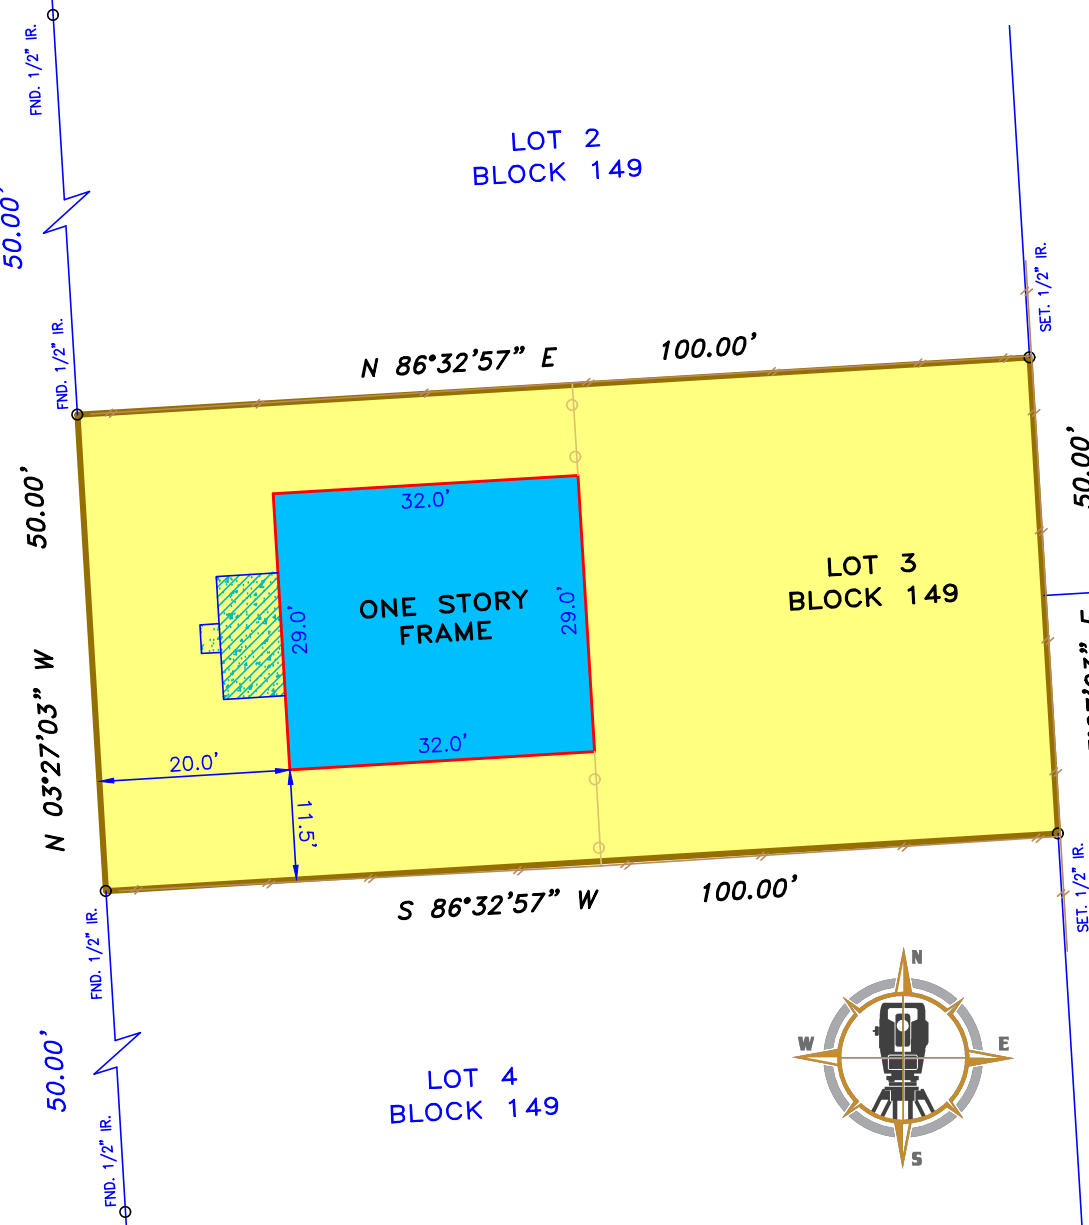 FND. 1/2" IR.
LOT 2
BLOCK 149
50.00'
SET. 1/2" IR.
FND. 1/2" IR.
N 86°32'57" E
100.00'
50.00'
50.00'
32.0'
LOT 3
BLOCK 149
ONE STORY
FRAME
29.0'
29.0'
N 03°27'03" W
32.0'
20.0'
11.5'
S 86°32'57" W
100.00'
SET. 1/2" IR.
FND. 1/2" IR.
N
W
E
S
50.00'
LOT 4
BLOCK 149
FND. 1/2" IR.